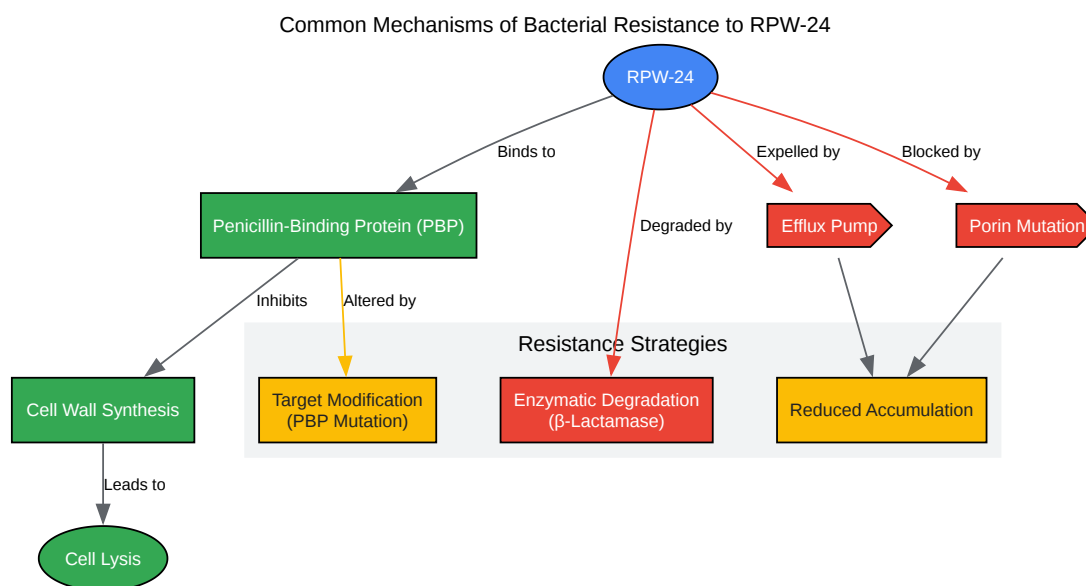 Common Mechanisms of Bacterial Resistance to RPW-24
RPW-24
Binds to
Expelled by
Blocked by
Penicillin-Binding Protein (PBP)
Degraded by
Efflux Pump
Porin Mutation
Inhibits
Altered by
Resistance Strategies
Cell Wall Synthesis
Target Modification
(PBP Mutation)
Enzymatic Degradation
(β-Lactamase)
Reduced Accumulation
Leads to
Cell Lysis